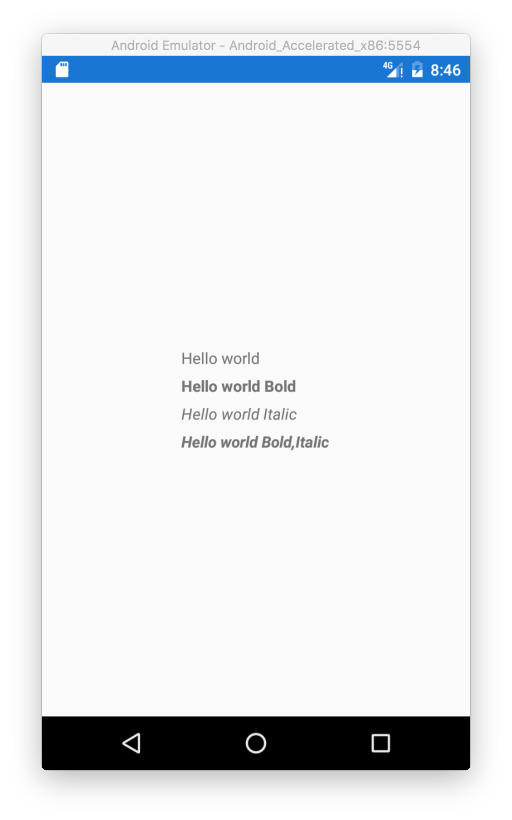 Android Emulator - Android_Accelerated_x86:5554
4G 8:46
Hello world
Hello world Bold
Hello world Italic
Hello world Bold,Italic